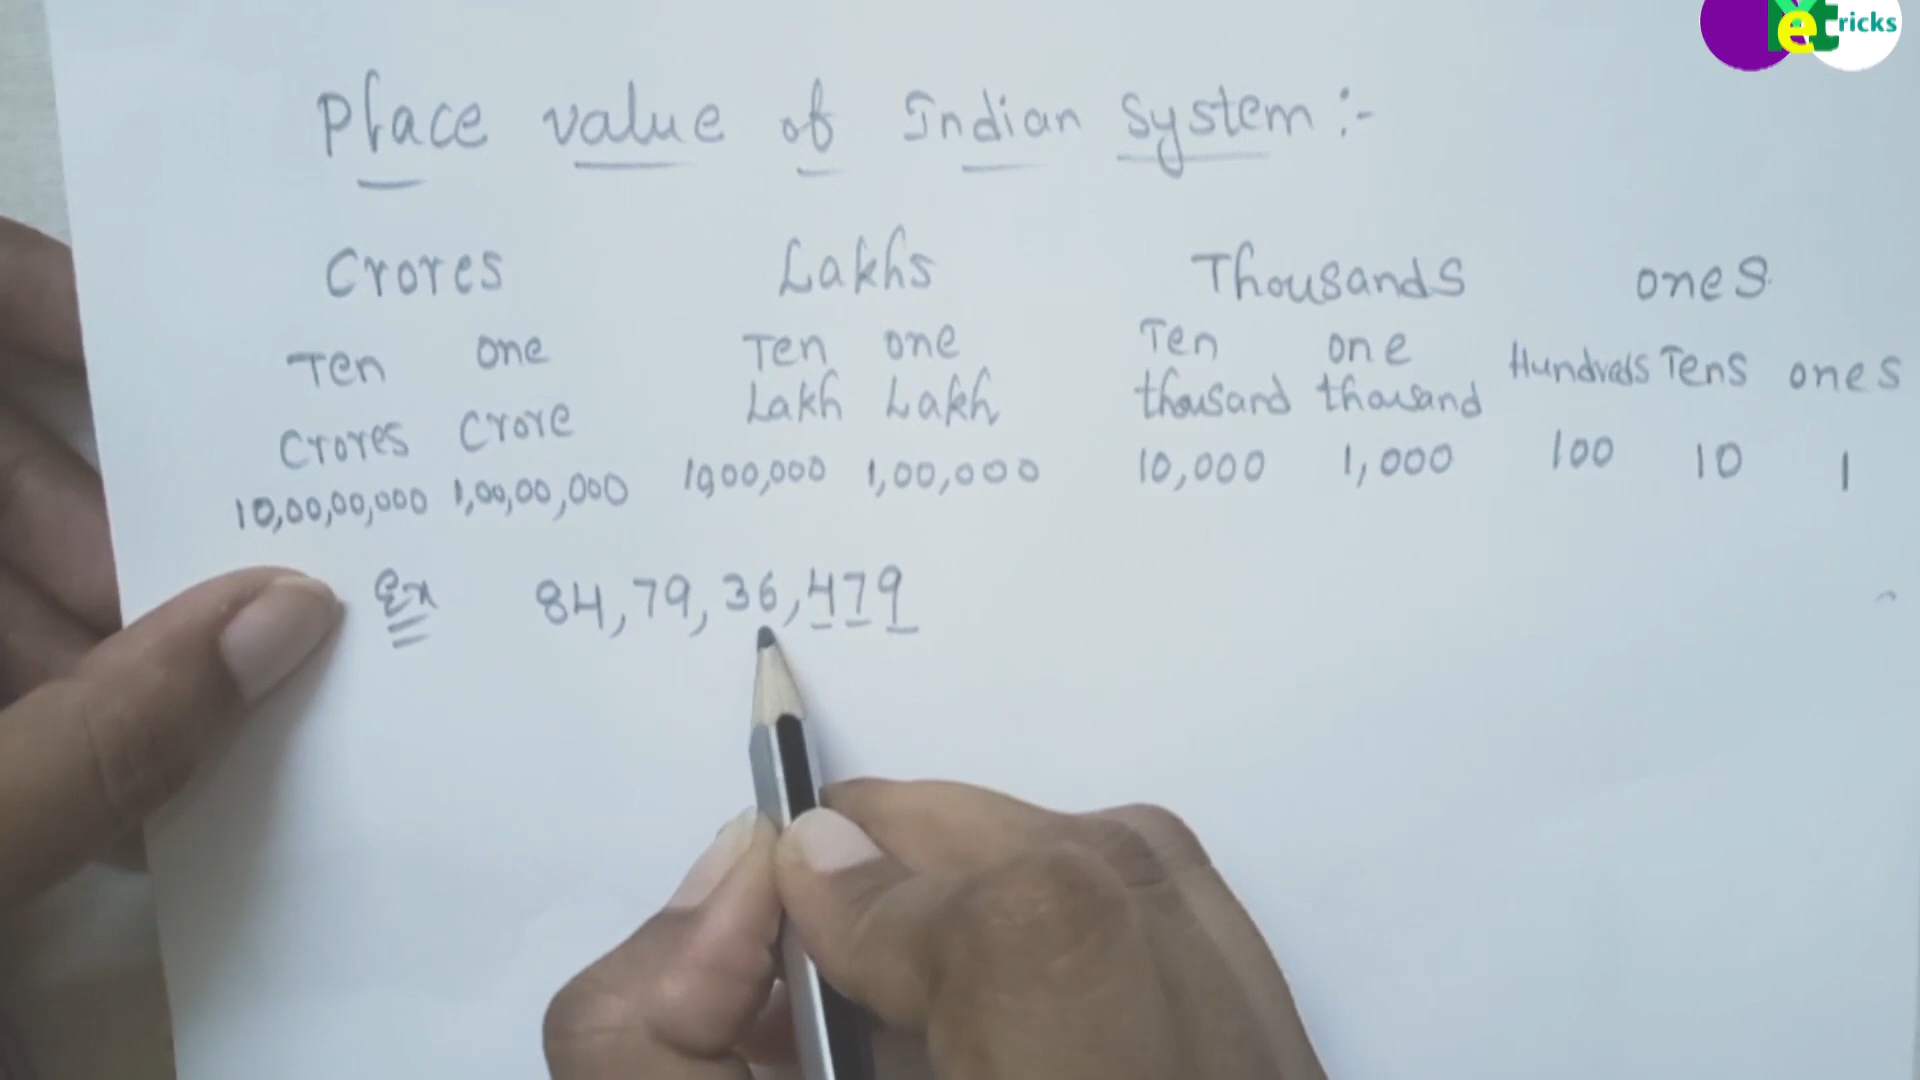 Yet ricks
Place value of Indian System :-
Crores Lakhs Thousands ones
Ten one Ten one Ten one Hundreds Tens ones
Crores Crore Lakh Lakh thousand thousand
10,00,00,000 1,00,00,000 10,00,000 1,00,000 10,000 1,000 100 10 1
Ex 84,79,36,479